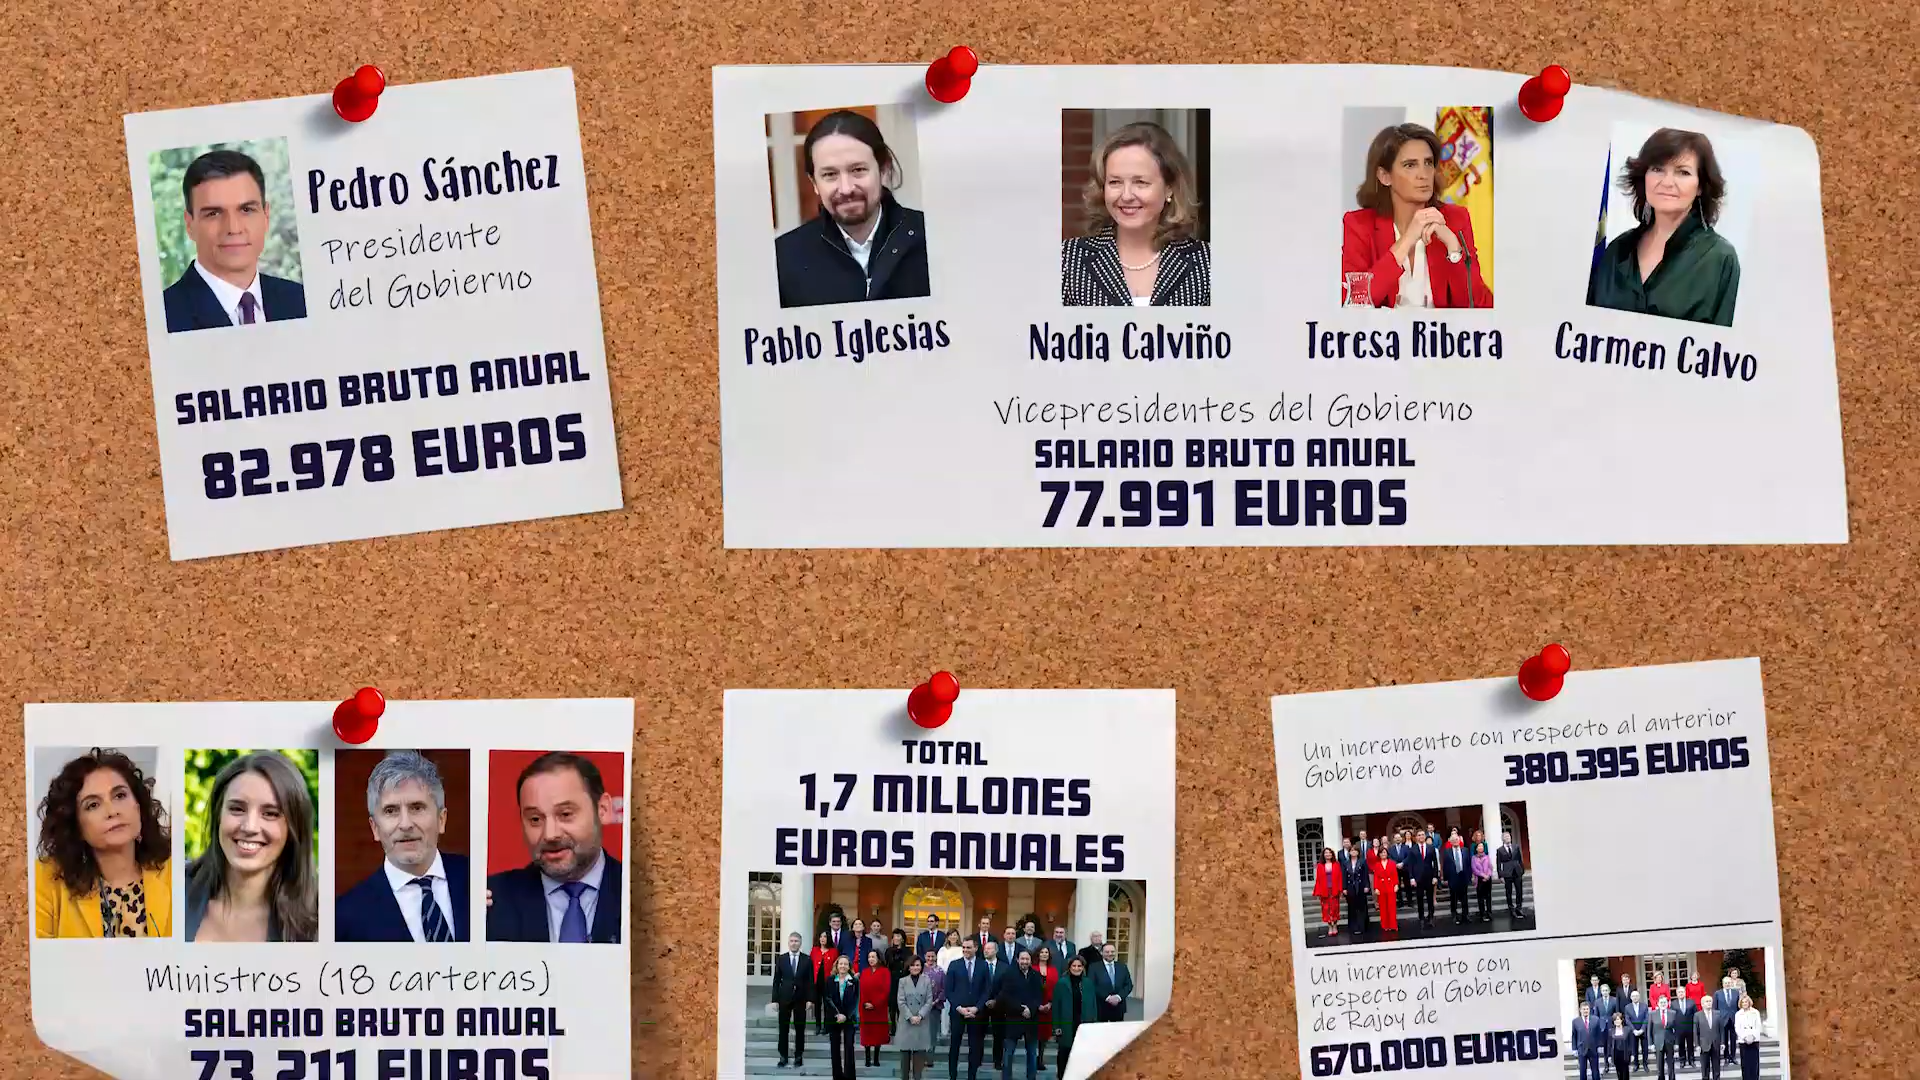 Pedro Sánchez
Presidente
del Gobierno
SALARIO BRUTO ANUAL
82.978 EUROS
Pablo Iglesias
Nadia Calviño
Teresa Ribera
Carmen Calvo
Vicepresidentes del Gobierno
SALARIO BRUTO ANUAL
77.991 EUROS
Ministros (18 carteras)
SALARIO BRUTO ANUAL
73.211 EUROS
TOTAL
1,7 MILLONES
EUROS ANUALES
Un incremento con respecto al anterior
Gobierno de
380.395 EUROS
Un incremento con
respecto al Gobierno
de Rajoy de
670.000 EUROS